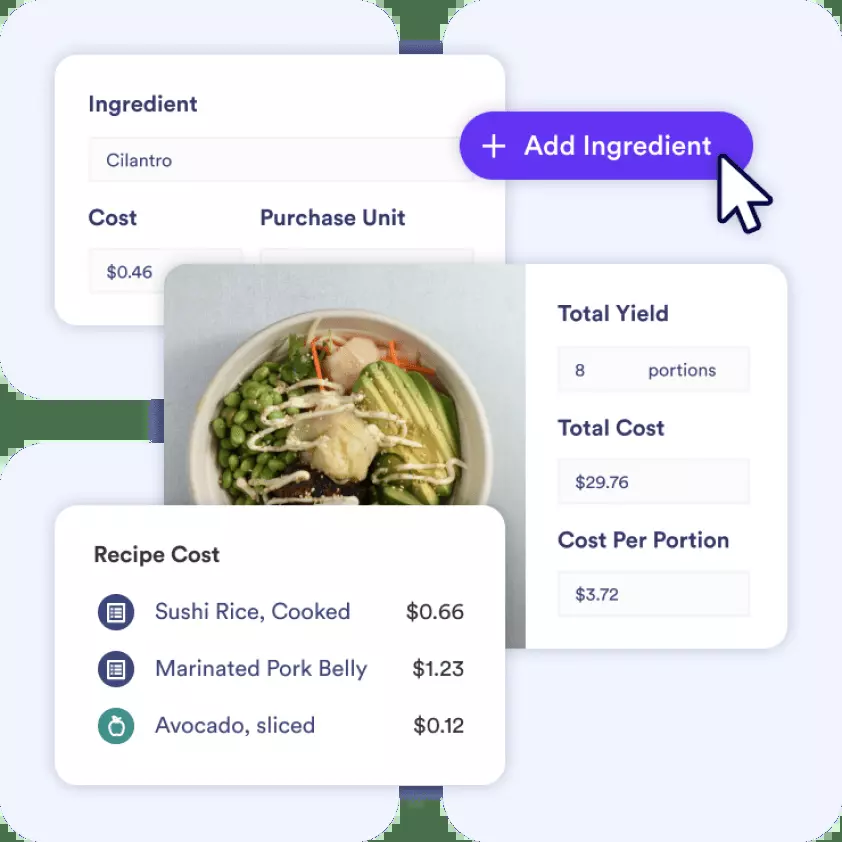 Ingredient
Cilantro
+ Add Ingredient
Cost
Purchase Unit
$0.46
Total Yield
8 portions
Total Cost
$29.76
Cost Per Portion
$3.72
Recipe Cost
Sushi Rice, Cooked $0.66
Marinated Pork Belly $1.23
Avocado, sliced $0.12